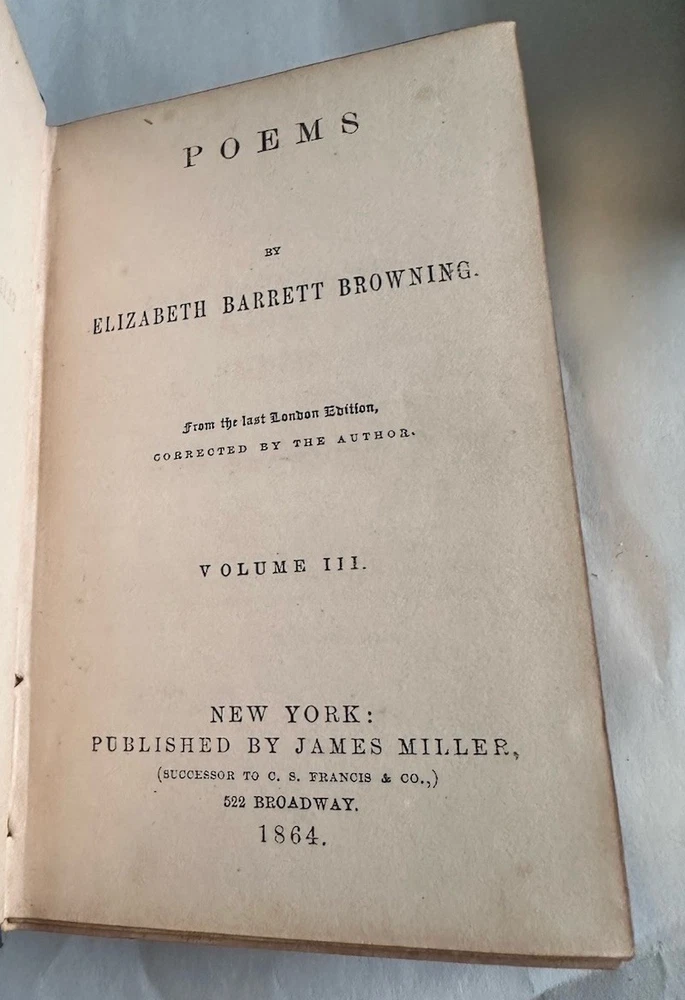 POEMS
BY
ELIZABETH BARRETT BROWNING.
From the last London Edition,
CORRECTED BY THE AUTHOR.
VOLUME III.
NEW YORK:
PUBLISHED BY JAMES MILLER,
(SUCCESSOR TO C. S. FRANCIS & CO.,)
522 BROADWAY.
1864.